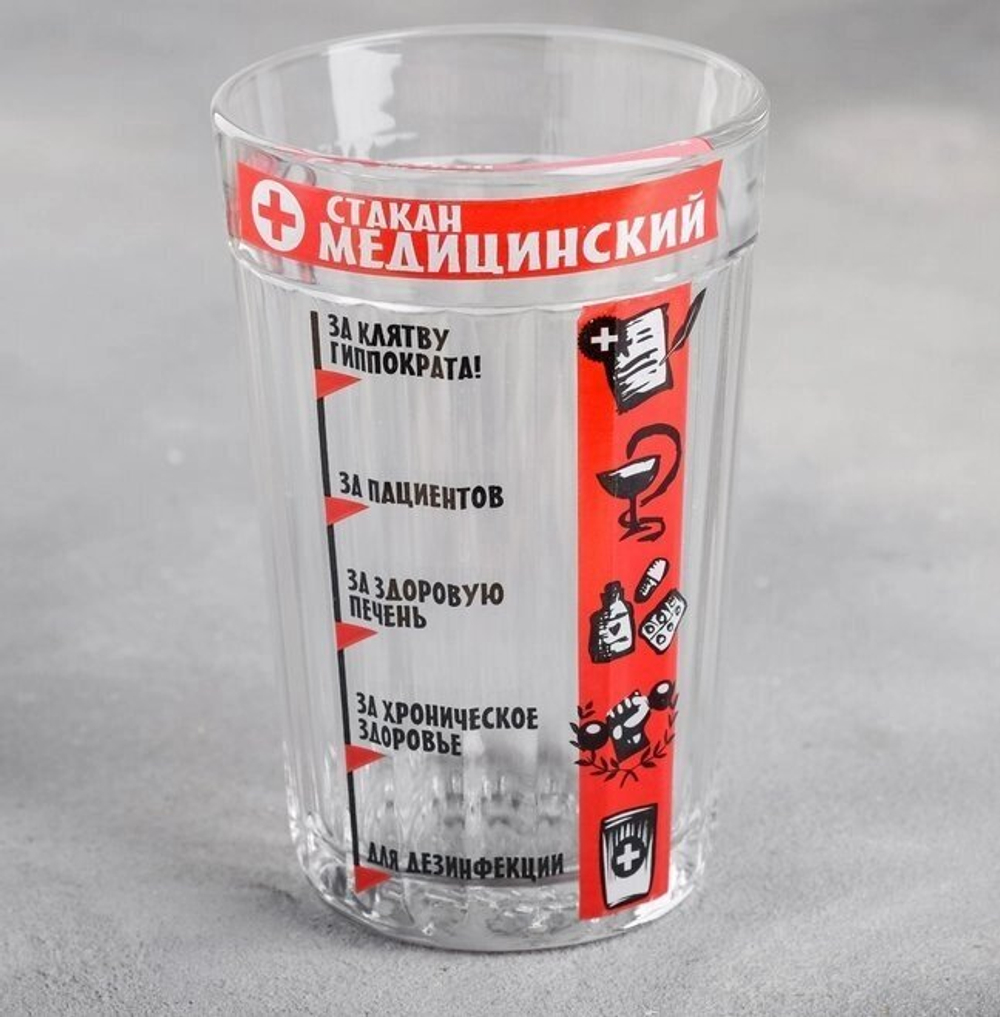 СТАКАН
МЕДИЦИНСКИЙ
ЗА КЛЯТВУ
ГИППОКРАТА!
ЗА ПАЦИЕНТОВ
ЗА ЗДОРОВУЮ
ПЕЧЕНЬ
ЗА ХРОНИЧЕСКОЕ
ЗДОРОВЬЕ
ДЛЯ ДЕЗИНФЕКЦИИ